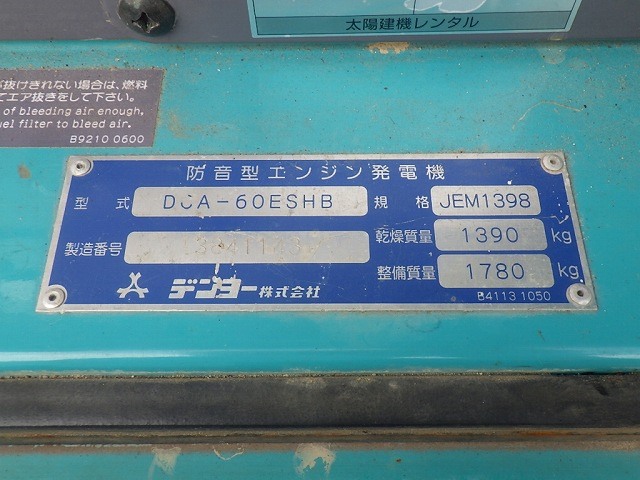 太陽建機レンタル
が抜けきれない場合は、燃料
てエア抜きをして下さい。
of bleeding air enough.
uel filter to bleed air.
B9210 0600
防音型エンジン発電機
型式 DCA-60ESHB 規格 JEM1398
製造番号 乾燥質量 1390 kg
整備質量 1780 kg
デンヨー株式会社
B4113 1050